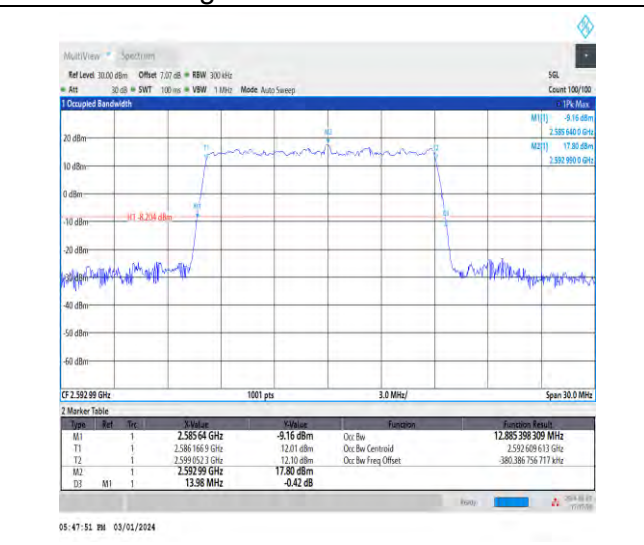 MultiView Spectrum
Ref Level 30.00 dBm Offset 7.07 dB RBW 300 kHz SGL
Att 30 dB SWT 100 ms VBW 1 MHz Mode Auto Sweep Count 100/100
1 Occupied Bandwidth 1Pk Max
M1[1] -9.16 dBm
2.585 640 0 GHz
M2[1] 17.80 dBm
2.592 990 0 GHz
20 dBm
M2
T1
10 dBm
0 dBm
M1
H1 -8.204 dBm
-10 dBm
-20 dBm
-40 dBm
-50 dBm
-60 dBm
CF 2.592 99 GHz 1001 pts 3.0 MHz/ Span 30.0 MHz
2 Marker Table
Type Ref Trc X-Value Y-Value Function Function Result
M1 1 2.585 64 GHz -9.16 dBm Occ Bw 12.885 398 309 MHz
T1 1 2.586 166 9 GHz 12.01 dBm Occ Bw Centroid 2.592 609 613 GHz
T2 1 2.599 052 3 GHz 12.10 dBm Occ Bw Freq Offset -380.386 756 717 kHz
M2 1 2.592 99 GHz 17.80 dBm
D3 M1 1 13.98 MHz -0.42 dB
Ready
05:47:51 PM 03/01/2024